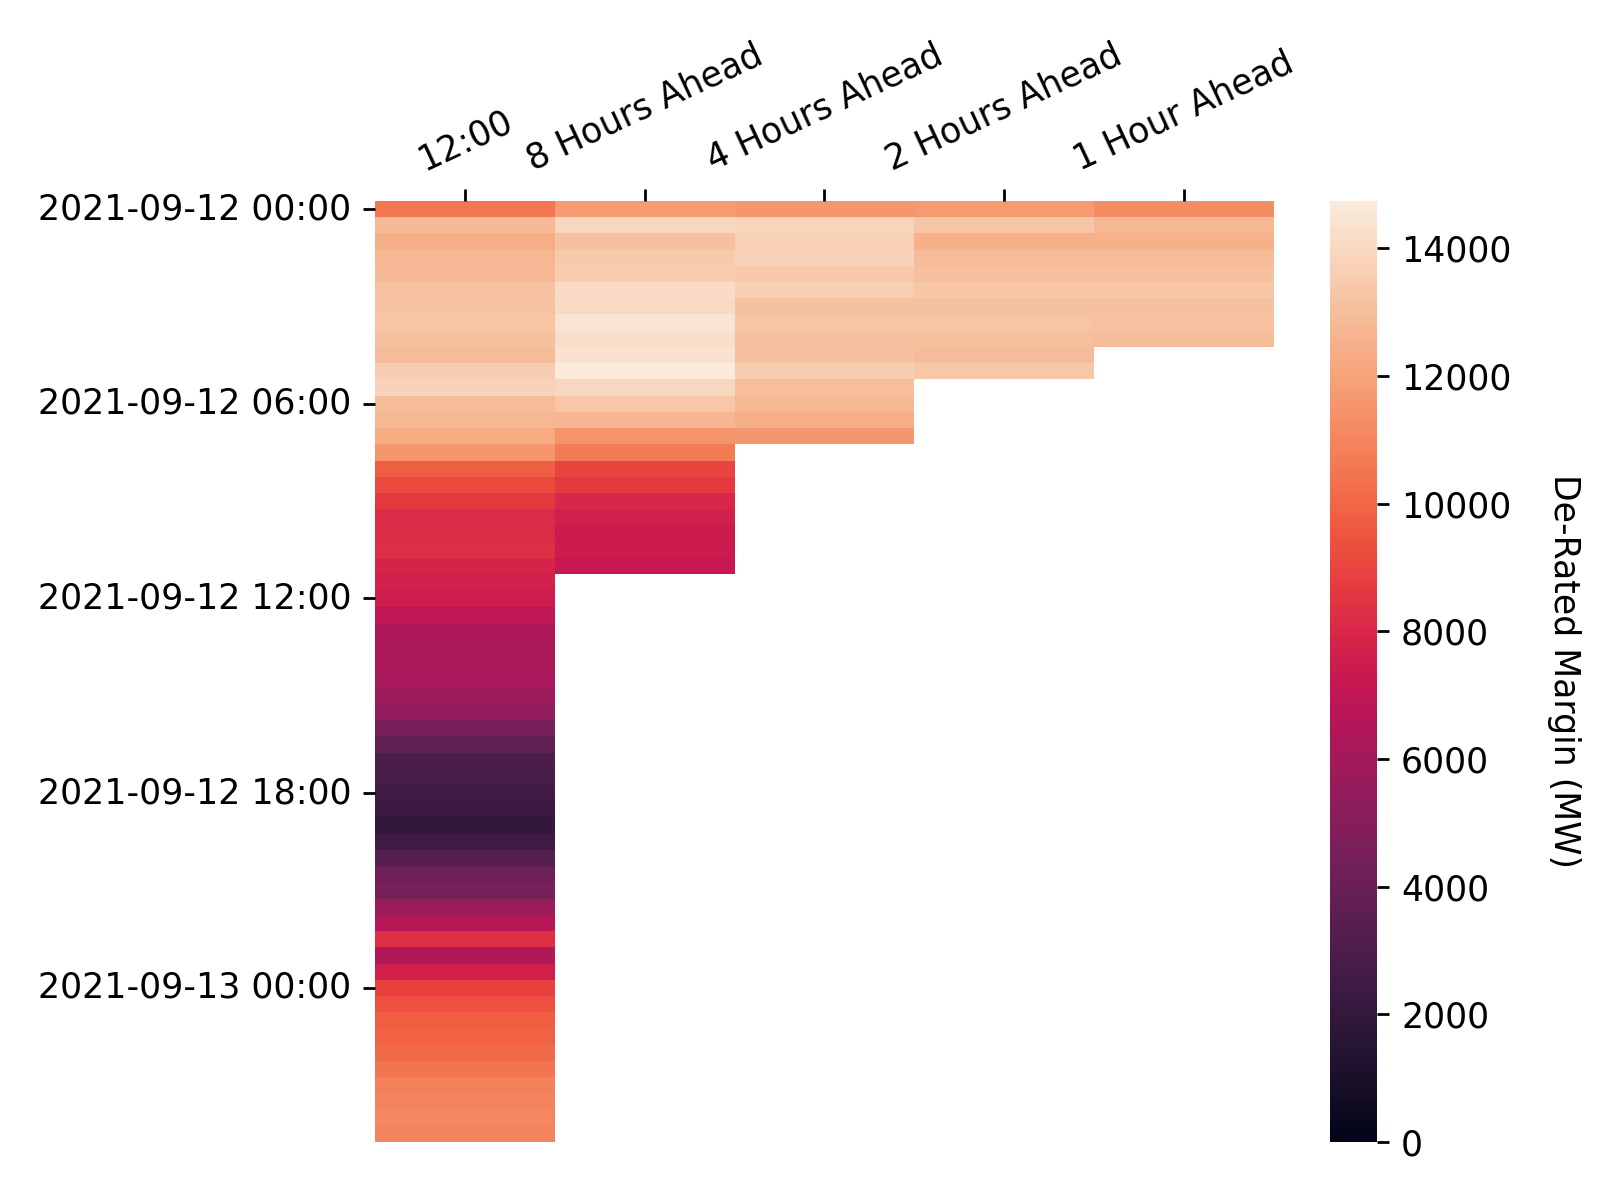 12:00
8 Hours Ahead
4 Hours Ahead
2 Hours Ahead
1 Hour Ahead
2021-09-12 00:00
2021-09-12 06:00
2021-09-12 12:00
2021-09-12 18:00
2021-09-13 00:00
14000
12000
10000
8000
6000
4000
2000
0
De-Rated Margin (MW)